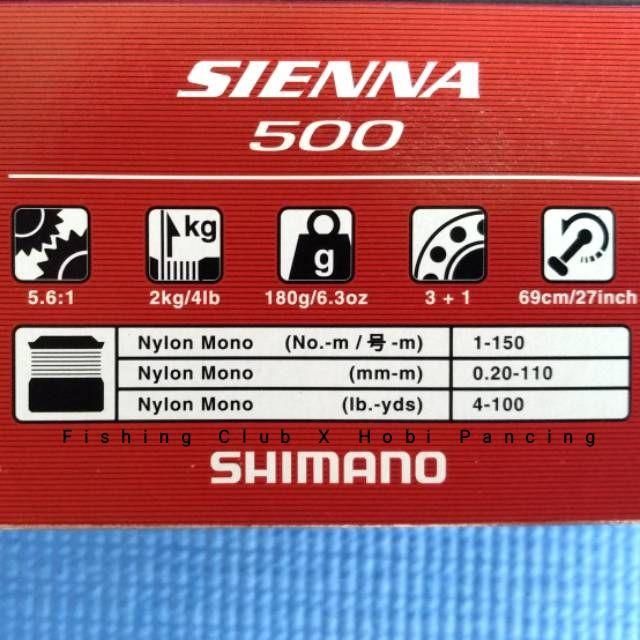 SIENNA
500
kg
g
5.6:1
2kg/4lb
180g/6.3oz
3 + 1
69cm/27inch
Nylon Mono (No.-m / 号 -m) 1-150
Nylon Mono (mm-m) 0.20-110
Nylon Mono (lb.-yds) 4-100
Fishing Club X Hobi Pancing
SHIMANO